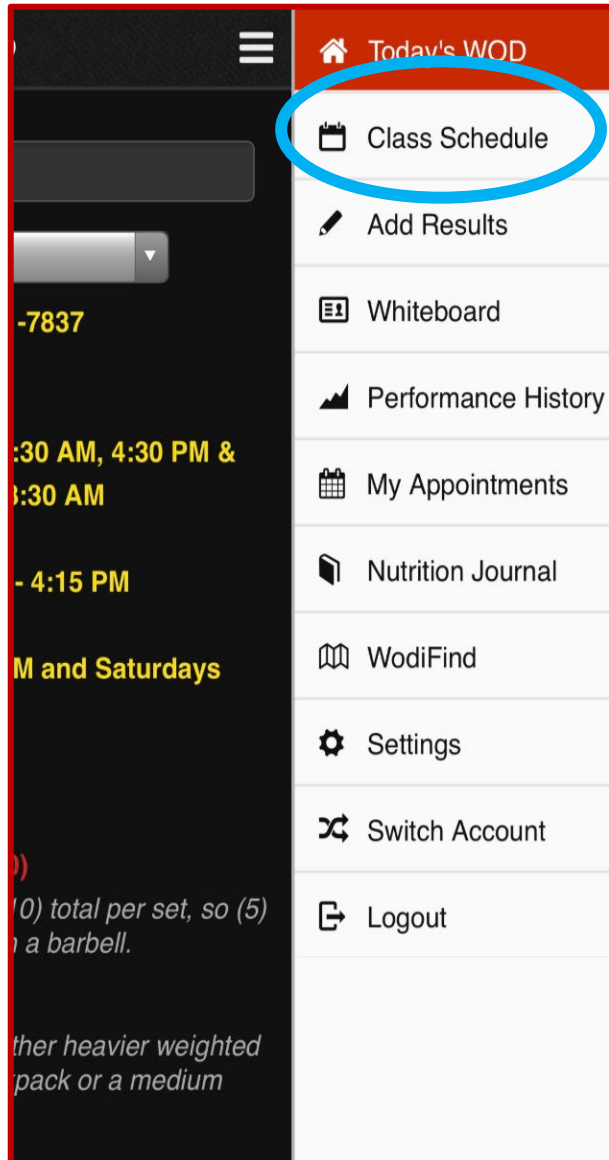 Today's WOD
Class Schedule
Add Results
Whiteboard
Performance History
My Appointments
Nutrition Journal
WodiFind
Settings
Switch Account
Logout
-7837
:30 AM, 4:30 PM &
:30 AM
- 4:15 PM
M and Saturdays
0) total per set, so (5)
a barbell.
ther heavier weighted
pack or a medium